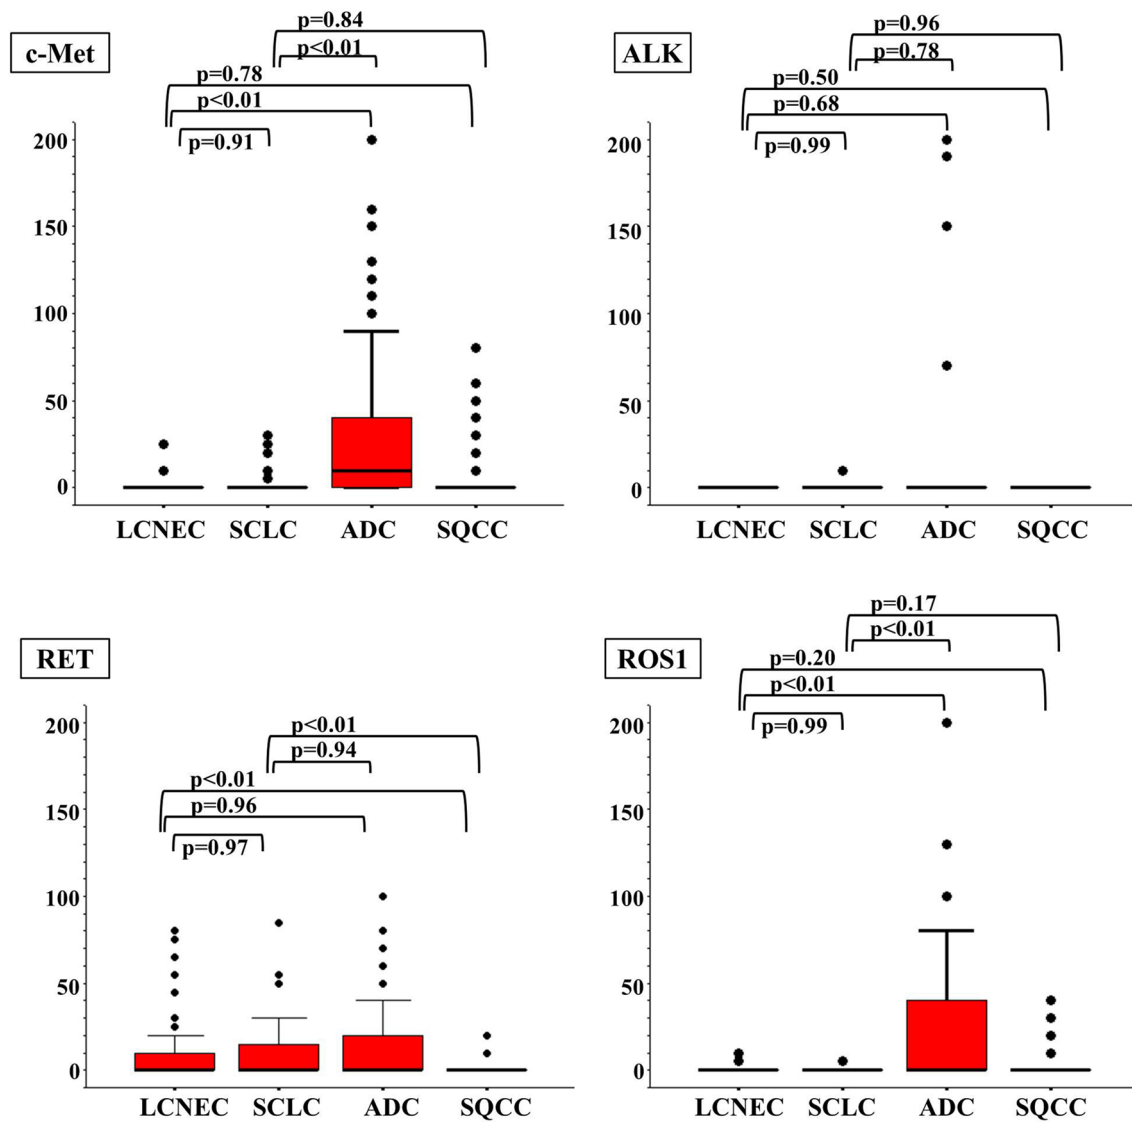 c-Met
p=0.84
p<0.01
p=0.78
p<0.01
p=0.91
200
150
100
50
0
LCNEC SCLC ADC SQCC
ALK
p=0.96
p=0.78
p=0.50
p=0.68
p=0.99
200
150
100
50
0
LCNEC SCLC ADC SQCC
RET
p<0.01
p=0.94
p<0.01
p=0.96
p=0.97
200
150
100
50
0
LCNEC SCLC ADC SQCC
ROS1
p=0.17
p<0.01
p=0.20
p<0.01
p=0.99
200
150
100
50
0
LCNEC SCLC ADC SQCC